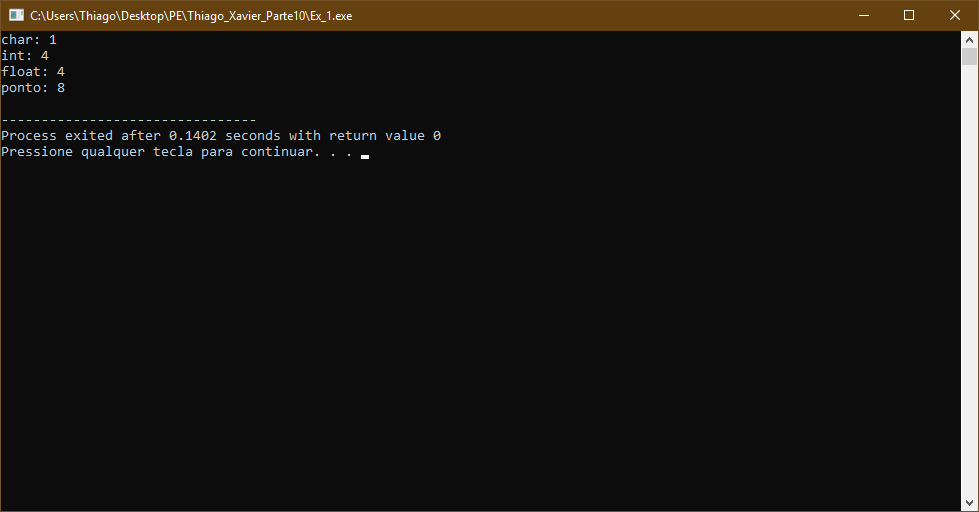 C:\Users\Thiago\Desktop\PE\Thiago_Xavier_Parte10\Ex_1.exe
char: 1
int: 4
float: 4
ponto: 8
--------------------------------
Process exited after 0.1402 seconds with return value 0
Pressione qualquer tecla para continuar. . .